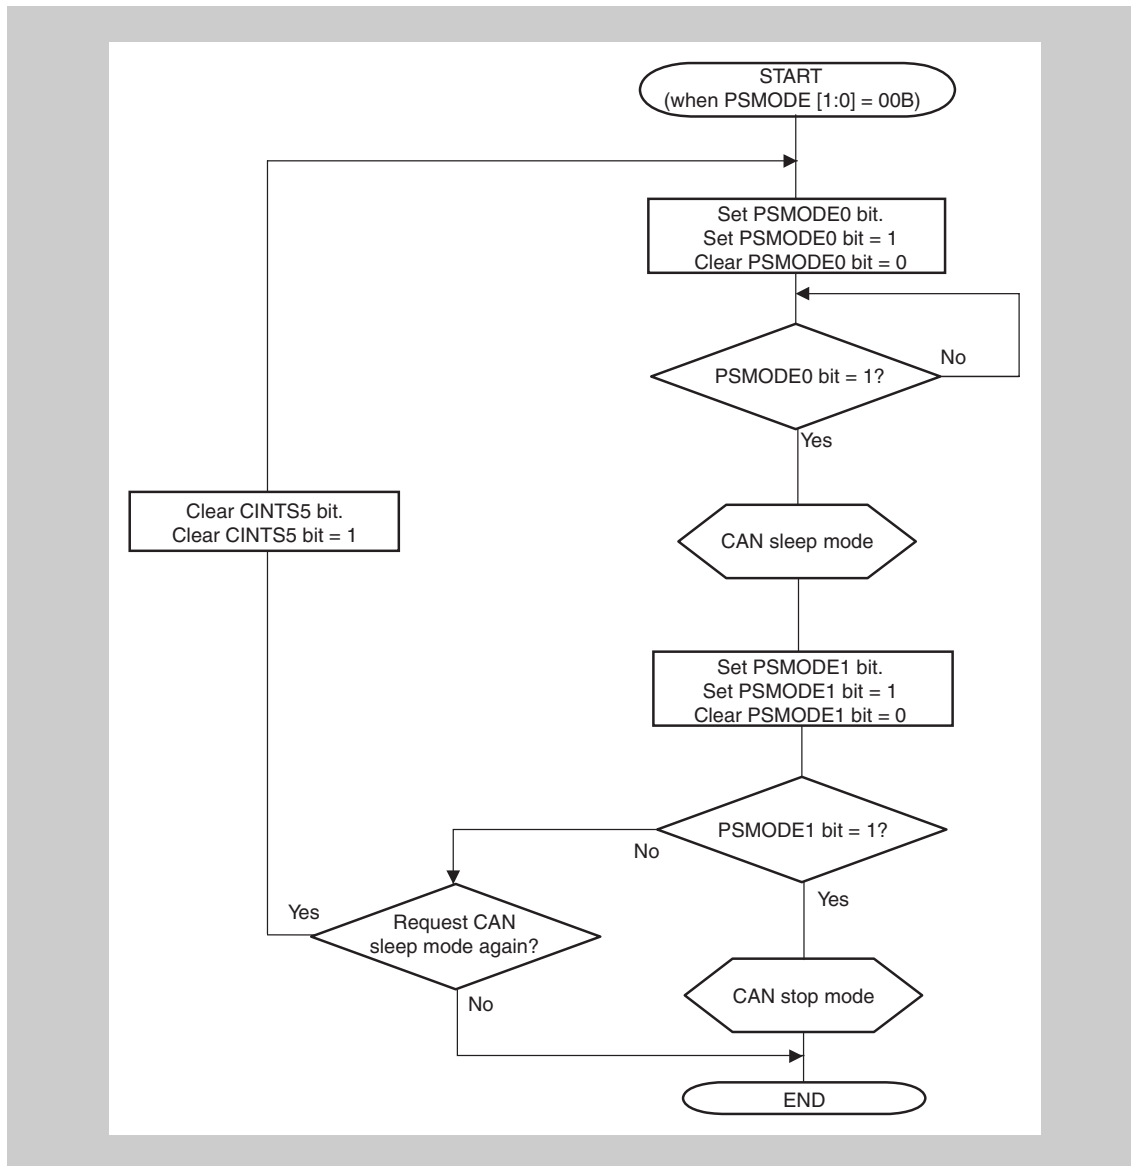 START
(when PSMODE [1:0] = 00B)
Set PSMODE0 bit.
Set PSMODE0 bit = 1
Clear PSMODE0 bit = 0
No
PSMODE0 bit = 1?
Yes
Clear CINTS5 bit.
Clear CINTS5 bit = 1
CAN sleep mode
Set PSMODE1 bit.
Set PSMODE1 bit = 1
Clear PSMODE1 bit = 0
PSMODE1 bit = 1?
No
Yes
Yes
Request CAN
sleep mode again?
No
CAN stop mode
END